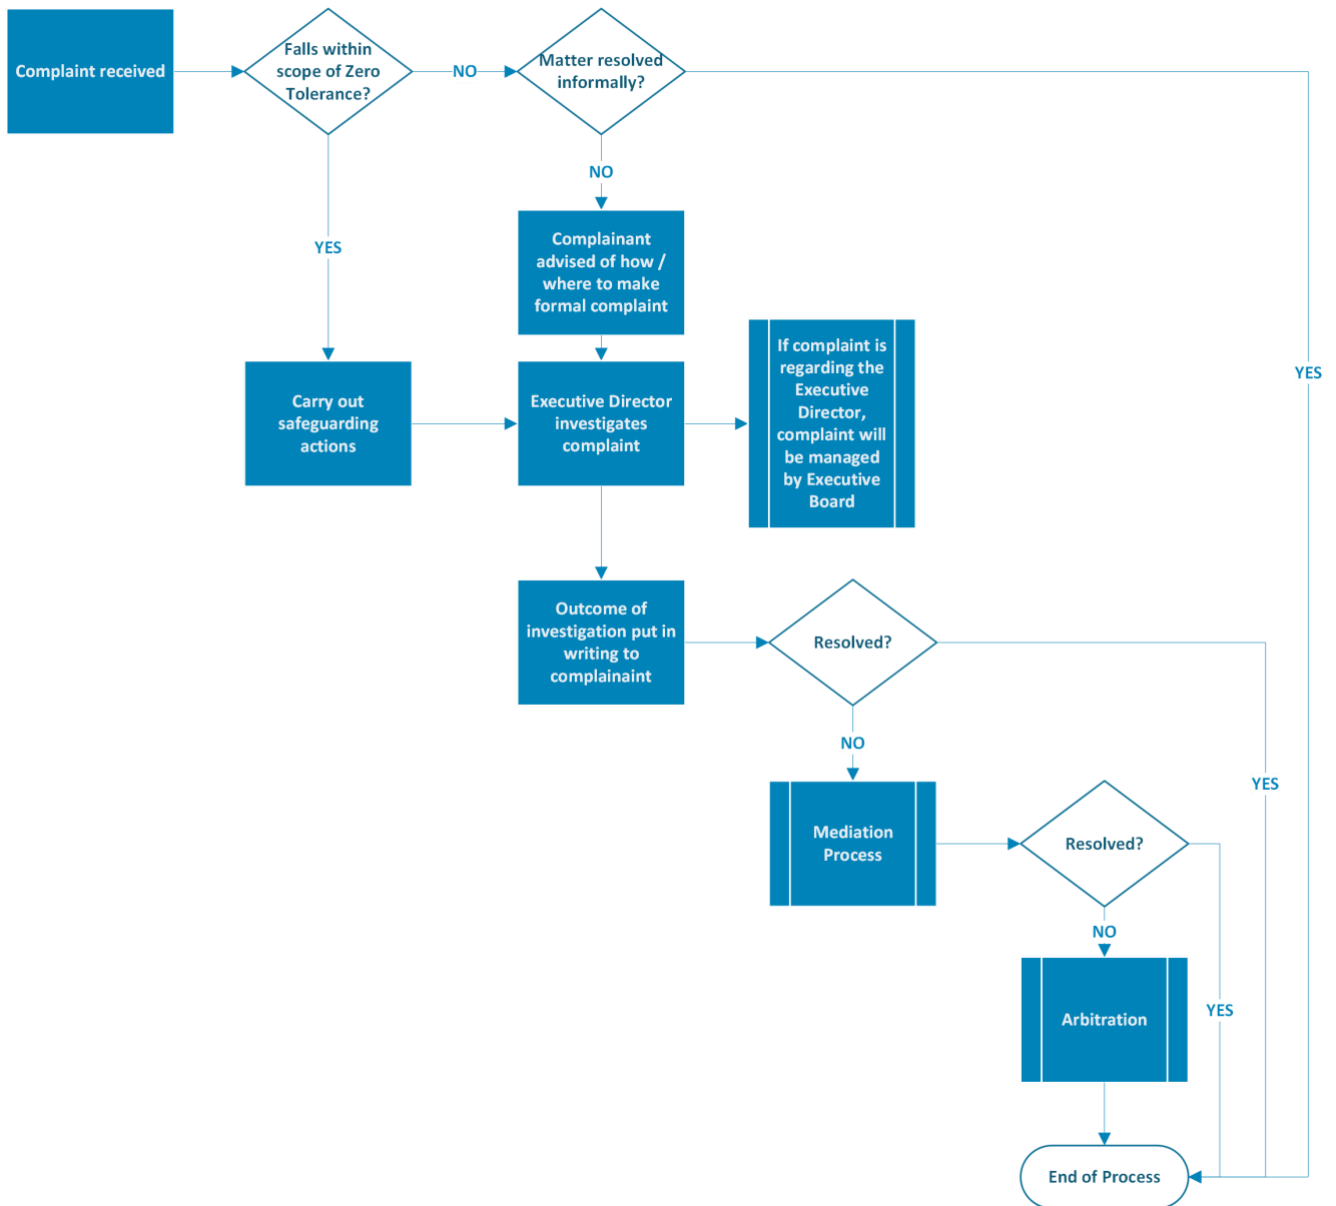 Complaint received
Falls within
scope of Zero
Tolerance?
NO
Matter resolved
informally?
NO
YES
Complainant
advised of how /
where to make
formal complaint
If complaint is
regarding the
Executive
Director,
complaint will
be managed
by Executive
Board
YES
Carry out
safeguarding
actions
Executive Director
investigates
complaint
Outcome of
investigation put in
writing to
complainaint
Resolved?
NO
YES
Mediation
Process
Resolved?
NO
YES
Arbitration
End of Process